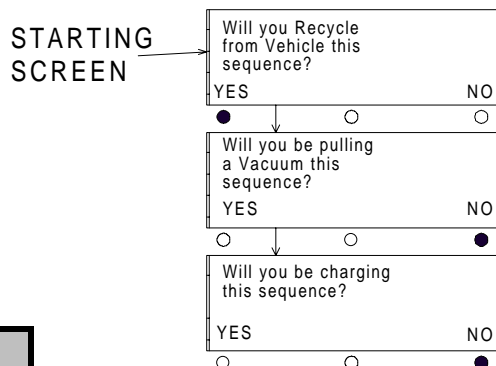 STARTING
SCREEN
Will you Recycle
from Vehicle this
sequence?
YES NO
Will you be pulling
a Vacuum this
sequence?
YES NO
Will you be charging
this sequence?
YES NO